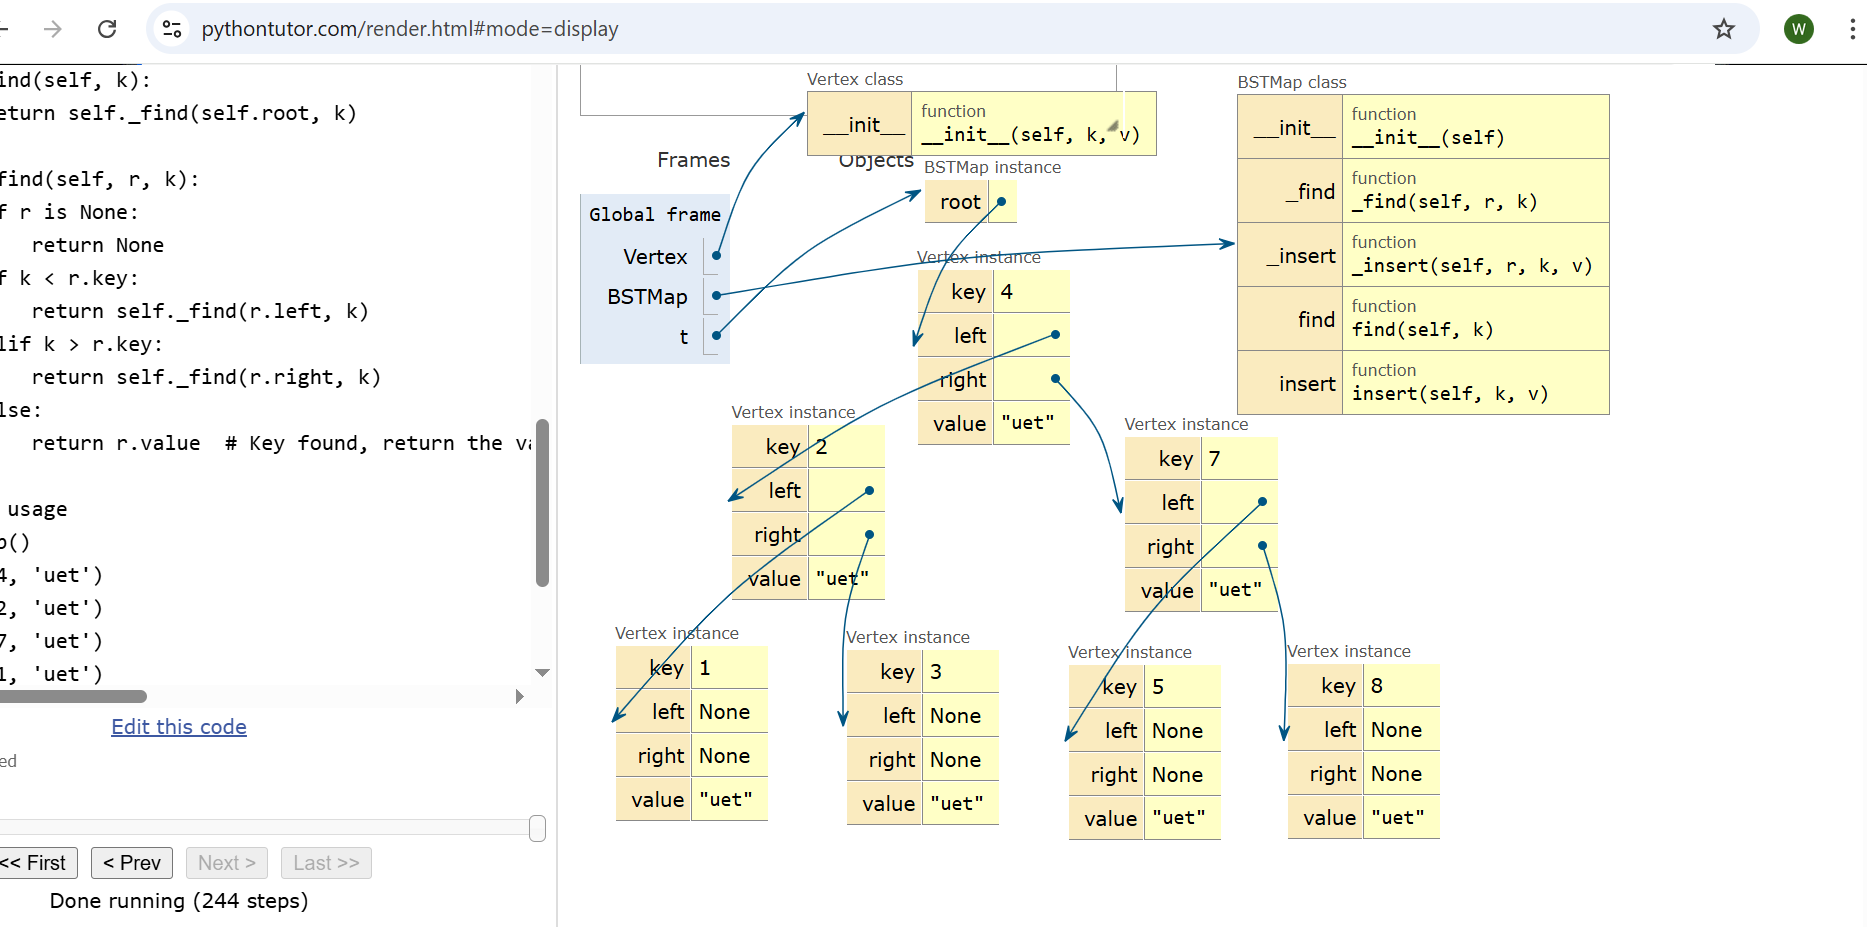 pythontutor.com/render.html#mode=display
W
ind(self, k):
eturn self._find(self.root, k)
find(self, r, k):
f r is None:
return None
f k < r.key:
return self._find(r.left, k)
lif k > r.key:
return self._find(r.right, k)
lse:
return r.value  # Key found, return the va
usage
p()
4, 'uet')
2, 'uet')
7, 'uet')
1, 'uet')
Edit this code
ed
<< First
< Prev
Next >
Last >>
Done running (244 steps)
Frames
Objects
Global frame
Vertex
BSTMap
t
Vertex class
__init__
function
__init__(self, k, v)
BSTMap instance
root
BSTMap class
__init__
function
__init__(self)
_find
function
_find(self, r, k)
_insert
function
_insert(self, r, k, v)
find
function
find(self, k)
insert
function
insert(self, k, v)
Vertex instance
key 4
left
right
value "uet"
Vertex instance
key 2
left
right
value "uet"
Vertex instance
key 7
left
right
value "uet"
Vertex instance
key 1
left None
right None
value "uet"
Vertex instance
key 3
left None
right None
value "uet"
Vertex instance
key 5
left None
right None
value "uet"
Vertex instance
key 8
left None
right None
value "uet"